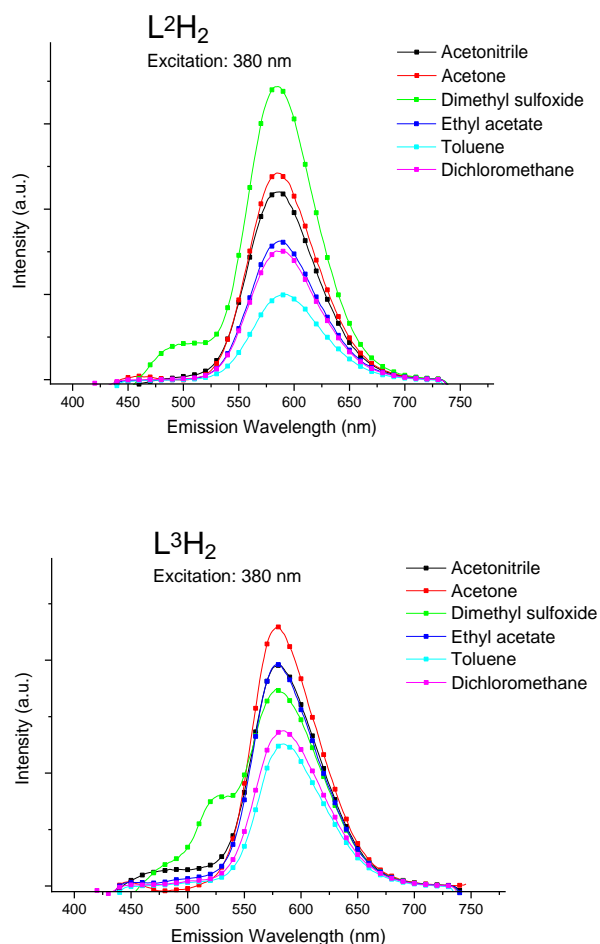 L²H₂
Excitation: 380 nm
Acetonitrile
Acetone
Dimethyl sulfoxide
Ethyl acetate
Toluene
Dichloromethane
Intensity (a.u.)
400 450 500 550 600 650 700 750
Emission Wavelength (nm)
L³H₂
Excitation: 380 nm
Acetonitrile
Acetone
Dimethyl sulfoxide
Ethyl acetate
Toluene
Dichloromethane
Intensity (a.u.)
400 450 500 550 600 650 700 750
Emission Wavelength (nm)